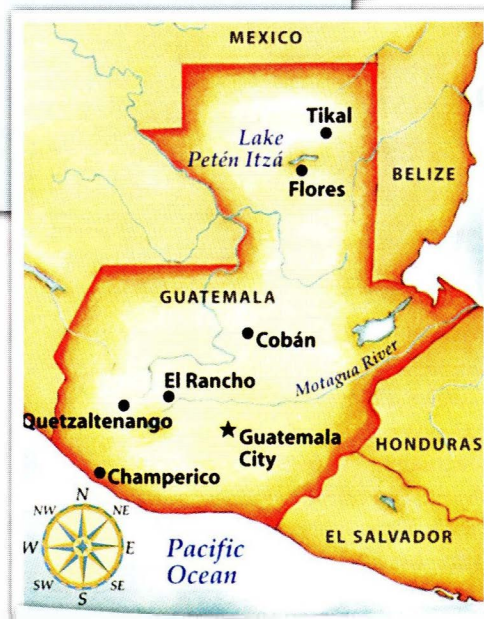 MEXICO
Tikal
Lake
Petén Itzá
Flores
BELIZE
GUATEMALA
Cobán
El Rancho
Motagua River
Quetzaltenango
Guatemala
City
HONDURAS
Champerico
EL SALVADOR
N
NW
NE
W
E
SW
SE
S
Pacific
Ocean